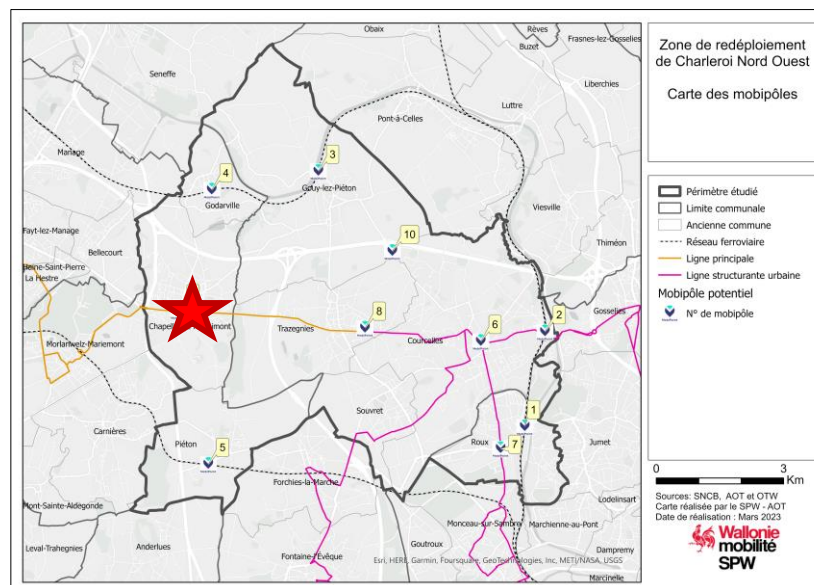 Zone de redéploiement
de Charleroi Nord Ouest
Carte des mobipôles
Périmètre étudié
Limite communale
Ancienne commune
Réseau ferroviaire
Ligne principale
Ligne structurante urbaine
Mobipôle potentiel
N° de mobipôle
0 3
Km
Sources: SNCB, AOT et OTW
Carte réalisée par le SPW - AOT
Date de réalisation : Mars 2023
Wallonie
mobilité
SPW
Obaix
Rêves
Buzet
Frasnes-lez-Gosselies
Seneffe
Liberchies
Luttre
Pont-à-Celles
Manage
3
4
Gouy-lez-Piéton
Godarville
Viesville
Fayt-lez-Manage
Bellecourt
10
Thiméon
La Hestre
Gosselies
8
2
6
Trazegnies
Courcelles
Morlanwelz-Mariemont
Souvret
1
Carnières
Piéton
5
Roux
7
Jumet
Forchies-la-Marche
Mont-Sainte-Aldegonde
Lodelinsart
Monceau-sur-Sambre
Marchienne-au-Pont
Leval-Trahegnies
Anderlues
Goutroux
Dampremy
Fontaine-l'Evêque
Esri, HERE, Garmin, Foursquare, GeoTechnologies, Inc, METI/NASA, USGS
Marcinelle